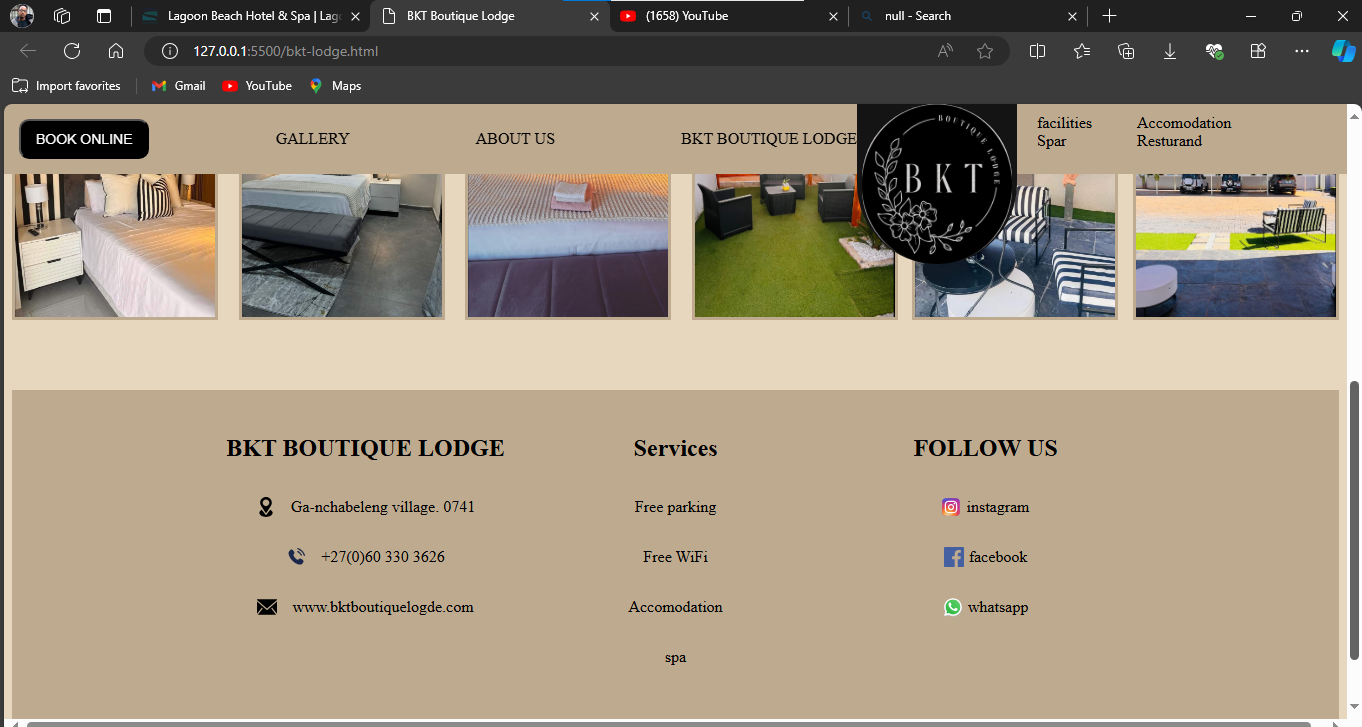 Lagoon Beach Hotel & Spa | Lago
BKT Boutique Lodge
(1658) YouTube
null - Search
127.0.0.1:5500/bkt-lodge.html
Import favorites
Gmail
YouTube
Maps
BOOK ONLINE
GALLERY
ABOUT US
BKT BOUTIQUE LODGE
BOUTIQUE LODGE
BKT
facilities
Spar
Accomodation
Resturand
BKT BOUTIQUE LODGE
Ga-nchabeleng village. 0741
+27(0)60 330 3626
www.bktboutiquelogde.com
Services
Free parking
Free WiFi
Accomodation
spa
FOLLOW US
instagram
facebook
whatsapp